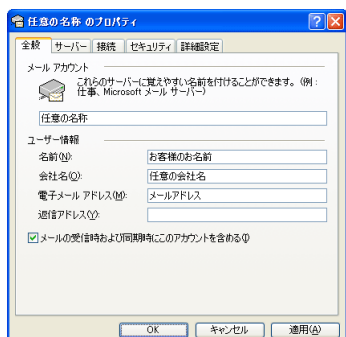 任意の名称 のプロパティ
全般 サーバー 接続 セキュリティ 詳細設定
メール アカウント
これらのサーバーに覚えやすい名前を付けることができます。(例 :
仕事、Microsoft メール サーバー)
任意の名称
ユーザー情報
名前(N): お客様のお名前
会社名(O): 任意の会社名
電子メール アドレス(M): メールアドレス
返信アドレス(Y):
メールの受信時および同期時にこのアカウントを含める(I)
OK キャンセル 適用(A)